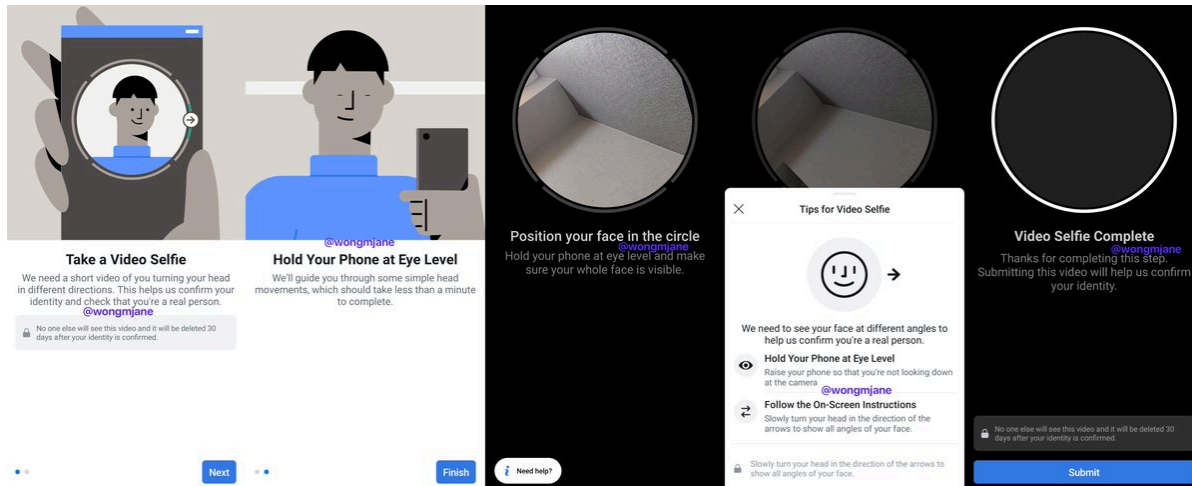 @wongmjane
Take a Video Selfie
We need a short video of you turning your head
in different directions. This helps us confirm your
identity and check that you're a real person.
@wongmjane
No one else will see this video and it will be deleted 30
days after your identity is confirmed.
Next
Hold Your Phone at Eye Level
We'll guide you through some simple head
movements, which should take less than a minute
to complete.
Finish
Position your face in the circle
@wongmjane
Hold your phone at eye level and make
sure your whole face is visible.
Need help?
Tips for Video Selfie
We need to see your face at different angles to
help us confirm you're a real person.
Hold Your Phone at Eye Level
Raise your phone so that you're not looking down
at the camera
@wongmjane
Follow the On-Screen Instructions
Slowly turn your head in the direction of the
arrows to show all angles of your face.
Slowly turn your head in the direction of the arrows to
show all angles of your face.
Video Selfie Complete
@wongmjane
Thanks for completing this step.
Submitting this video will help us confirm
your identity.
No one else will see this video and it will be deleted 30
days after your identity is confirmed.
Submit